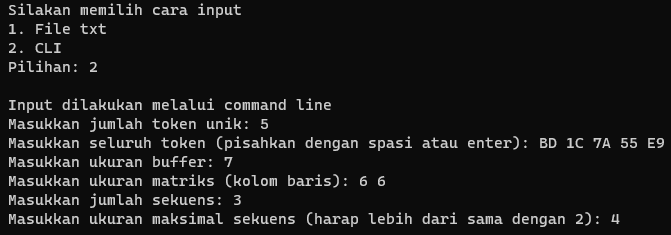 Silakan memilih cara input
1. File txt
2. CLI
Pilihan: 2
Input dilakukan melalui command line
Masukkan jumlah token unik: 5
Masukkan seluruh token (pisahkan dengan spasi atau enter): BD 1C 7A 55 E9
Masukkan ukuran buffer: 7
Masukkan ukuran matriks (kolom baris): 6 6
Masukkan jumlah sekuens: 3
Masukkan ukuran maksimal sekuens (harap lebih dari sama dengan 2): 4